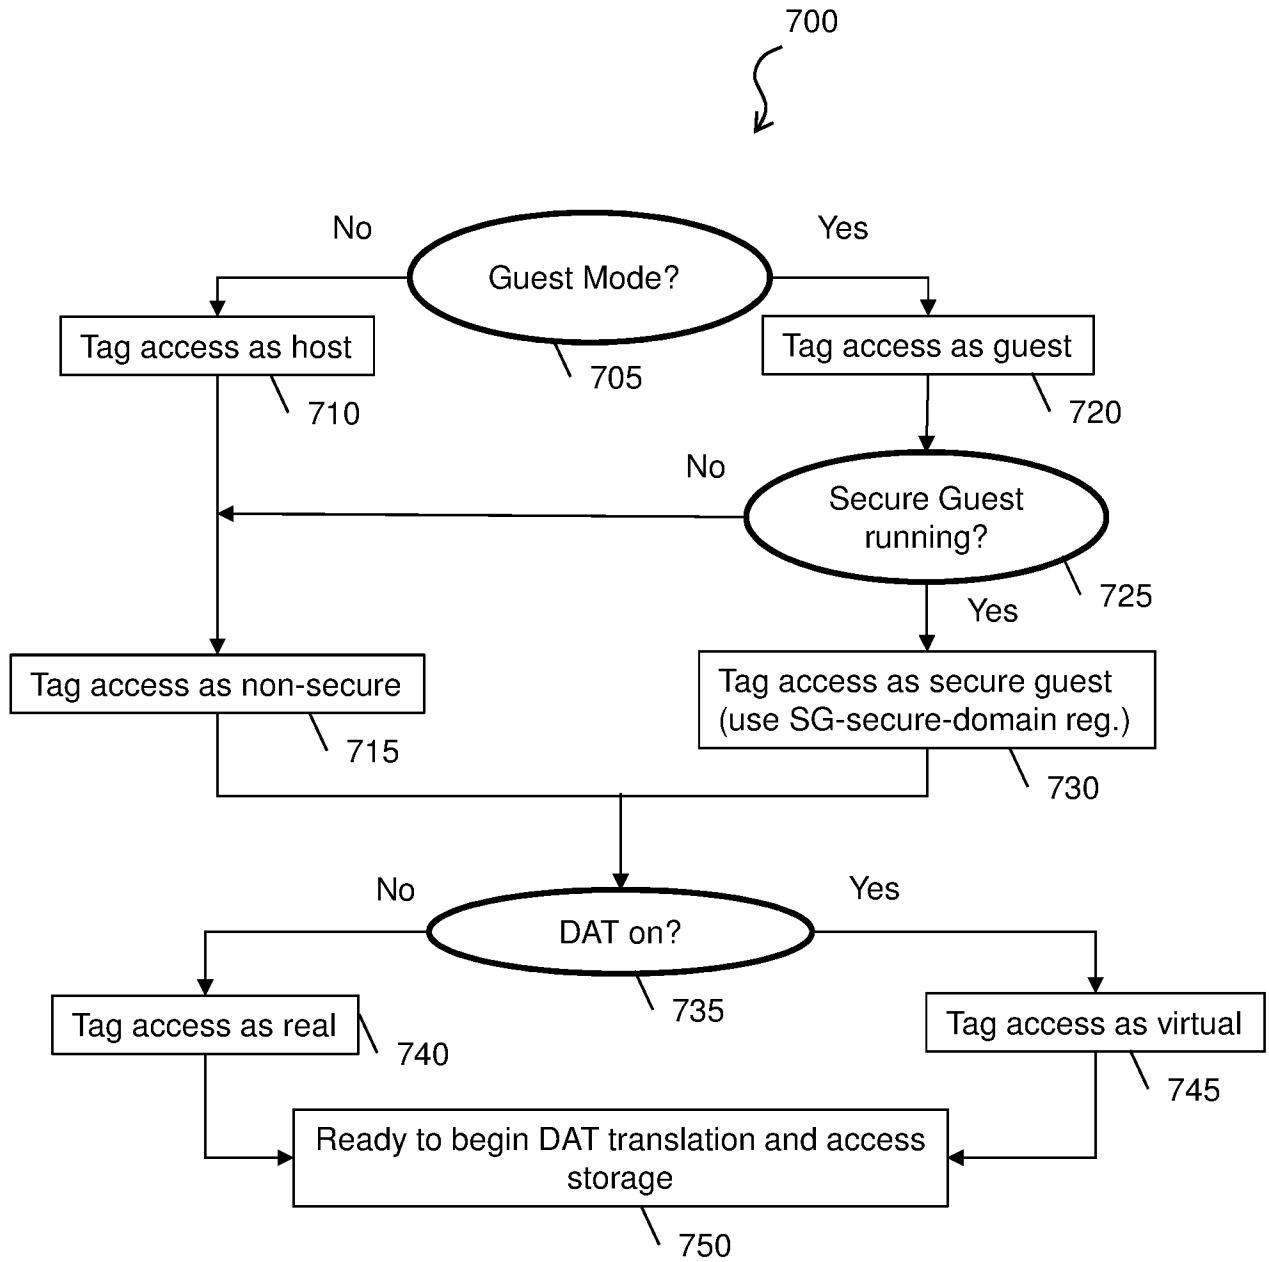 700
No
Yes
Guest Mode?
705
Tag access as host
710
Tag access as guest
720
No
Secure Guest
running?
725
Yes
Tag access as non-secure
715
Tag access as secure guest
(use SG-secure-domain reg.)
730
No
Yes
DAT on?
735
Tag access as real
740
Tag access as virtual
745
Ready to begin DAT translation and access
storage
750